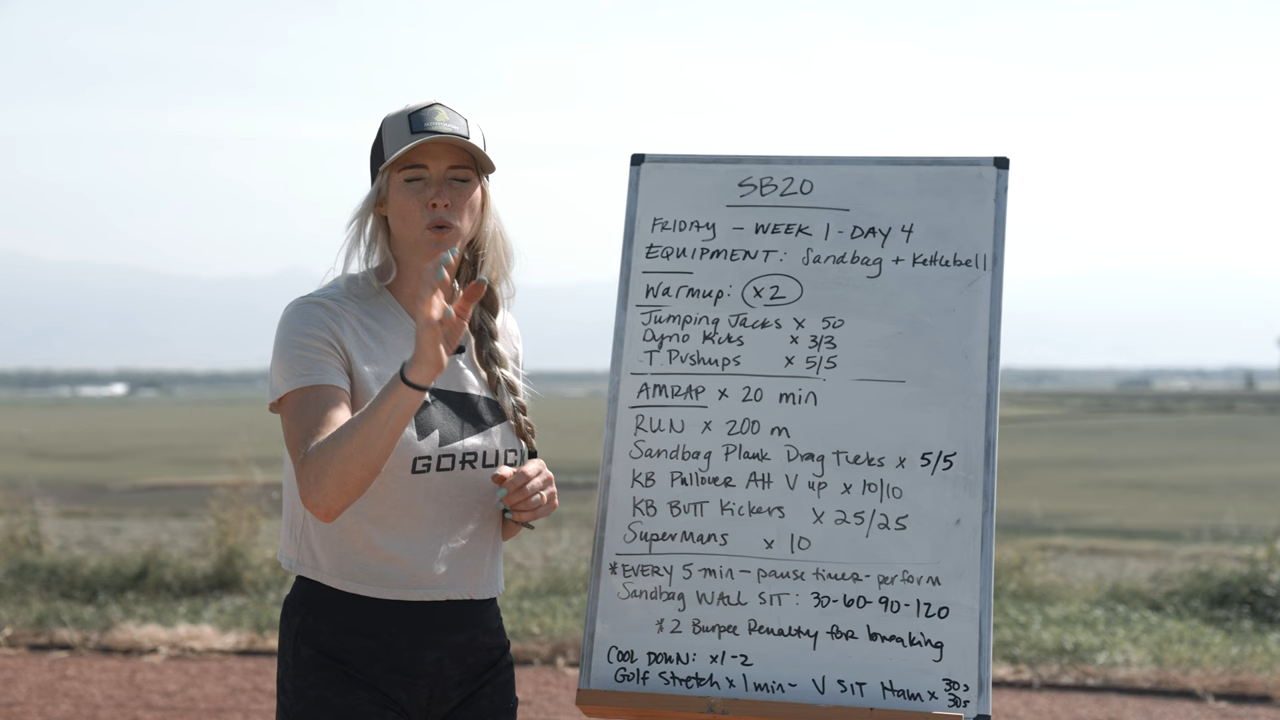 SB20
FRIDAY - WEEK 1 - DAY 4
EQUIPMENT: Sandbag + Kettlebell
Warmup: x2
Jumping Jacks x 50
Dyno Kicks x 3/3
T. Pushups x 5/5
AMRAP x 20 min
RUN x 200 m
Sandbag Plank Drag Tucks x 5/5
KB Pullover Alt V up x 10/10
KB BUTT Kickers x 25/25
SuperMans x 10
*EVERY 5 min - pause timer - perform
Sandbag WALL SIT: 30-60-90-120
* 2 Burpee Penalty for breaking
COOL DOWN: x1-2
Golf Stretch x 1 min - V SIT Ham x 30s
30s
GORUCK